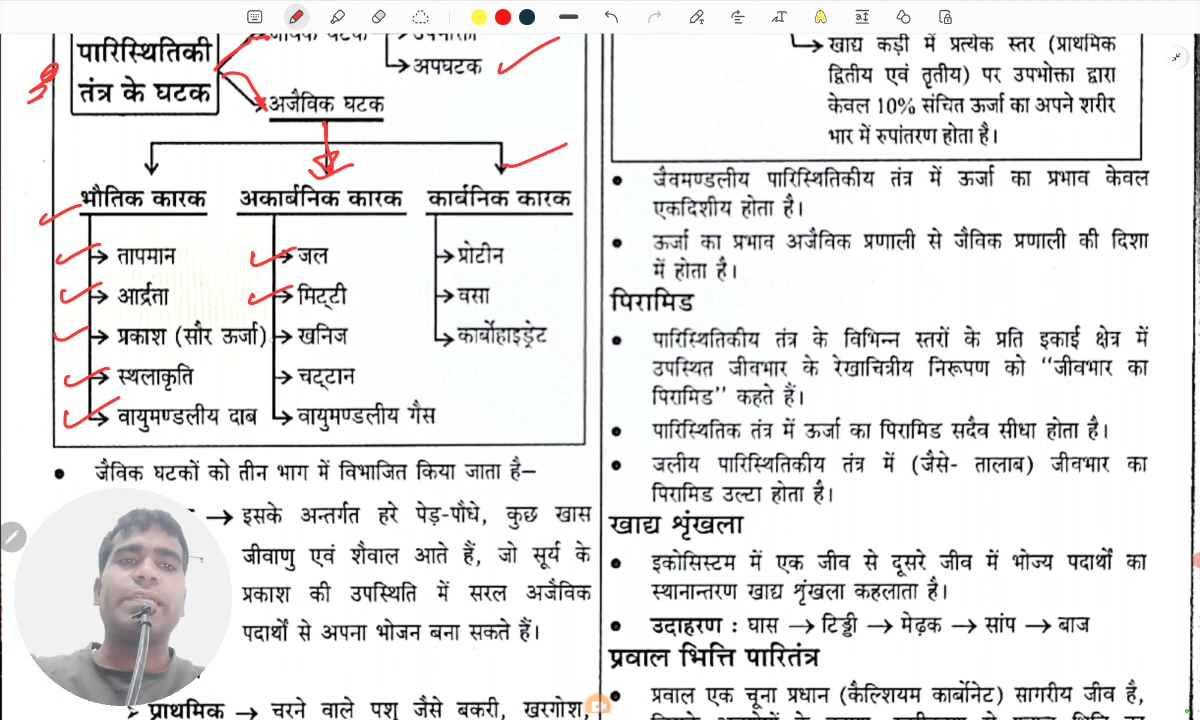 पारिस्थितिकी
तंत्र के घटक
जैविक घटक
उपभोक्ता
अपघटक
अजैविक घटक
भौतिक कारक
तापमान
आर्द्रता
प्रकाश (सौर ऊर्जा)
स्थलाकृति
वायुमण्डलीय दाब
अकार्बनिक कारक
जल
मिट्टी
खनिज
चट्टान
वायुमण्डलीय गैस
कार्बनिक कारक
प्रोटीन
वसा
कार्बोहाइड्रेट
• जैविक घटकों को तीन भाग में विभाजित किया जाता है–
→ इसके अन्तर्गत हरे पेड़-पौधे, कुछ खास
जीवाणु एवं शैवाल आते हैं, जो सूर्य के
प्रकाश की उपस्थिति में सरल अजैविक
पदार्थों से अपना भोजन बना सकते हैं।
प्राथमिक → चरने वाले पशु जैसे बकरी, खरगोश,
खाद्य कड़ी में प्रत्येक स्तर (प्राथमिक
द्वितीय एवं तृतीय) पर उपभोक्ता द्वारा
केवल 10% संचित ऊर्जा का अपने शरीर
भार में रुपांतरण होता है।
• जैवमण्डलीय पारिस्थितिकीय तंत्र में ऊर्जा का प्रभाव केवल
एकदिशीय होता है।
• ऊर्जा का प्रभाव अजैविक प्रणाली से जैविक प्रणाली की दिशा
में होता है।
पिरामिड
• पारिस्थितिकीय तंत्र के विभिन्न स्तरों के प्रति इकाई क्षेत्र में
उपस्थित जीवभार के रेखाचित्रीय निरूपण को “जीवभार का
पिरामिड” कहते हैं।
• पारिस्थितिक तंत्र में ऊर्जा का पिरामिड सदैव सीधा होता है।
• जलीय पारिस्थितिकीय तंत्र में (जैसे- तालाब) जीवभार का
पिरामिड उल्टा होता है।
खाद्य शृंखला
• इकोसिस्टम में एक जीव से दूसरे जीव में भोज्य पदार्थों का
स्थानान्तरण खाद्य शृंखला कहलाता है।
• उदाहरण : घास → टिड्डी → मेढ़क → सांप → बाज
प्रवाल भित्ति पारितंत्र
• प्रवाल एक चूना प्रधान (कैल्शियम कार्बोनेट) सागरीय जीव है,